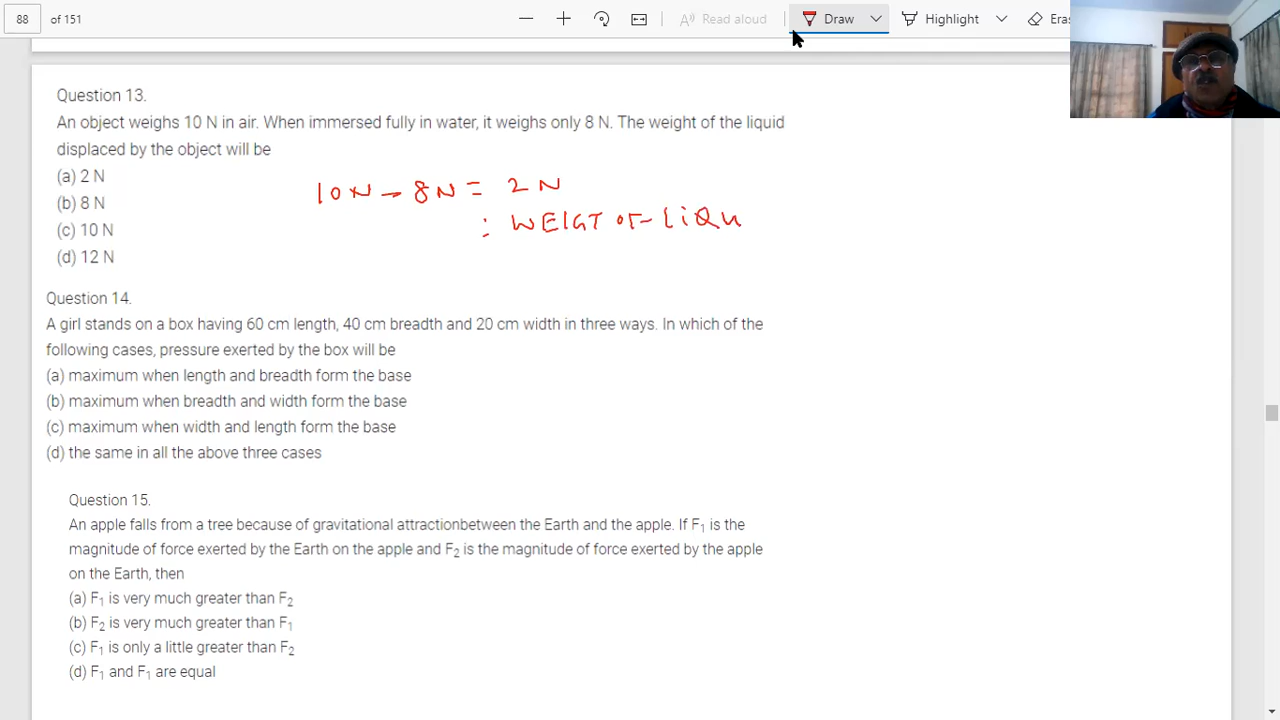 88 of 151 Read aloud Draw Highlight Eras
Question 13.
An object weighs 10 N in air. When immersed fully in water, it weighs only 8 N. The weight of the liquid
displaced by the object will be
(a) 2 N
(b) 8 N
(c) 10 N
(d) 12 N
10 N - 8 N = 2 N
: WEIGT OF LIQU
Question 14.
A girl stands on a box having 60 cm length, 40 cm breadth and 20 cm width in three ways. In which of the
following cases, pressure exerted by the box will be
(a) maximum when length and breadth form the base
(b) maximum when breadth and width form the base
(c) maximum when width and length form the base
(d) the same in all the above three cases
Question 15.
An apple falls from a tree because of gravitational attractionbetween the Earth and the apple. If F₁ is the
magnitude of force exerted by the Earth on the apple and F₂ is the magnitude of force exerted by the apple
on the Earth, then
(a) F₁ is very much greater than F₂
(b) F₂ is very much greater than F₁
(c) F₁ is only a little greater than F₂
(d) F₁ and F₁ are equal